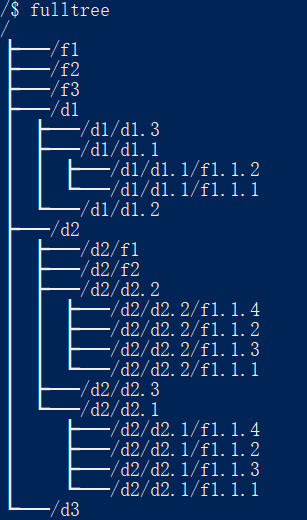 /$ fulltree
/
├──/f1
├──/f2
├──/f3
├──/d1
│  ├──/d1/d1.3
│  ├──/d1/d1.1
│  │  ├──/d1/d1.1/f1.1.2
│  │  └──/d1/d1.1/f1.1.1
│  └──/d1/d1.2
├──/d2
│  ├──/d2/f1
│  ├──/d2/f2
│  ├──/d2/d2.2
│  │  ├──/d2/d2.2/f1.1.4
│  │  ├──/d2/d2.2/f1.1.2
│  │  ├──/d2/d2.2/f1.1.3
│  │  └──/d2/d2.2/f1.1.1
│  ├──/d2/d2.3
│  └──/d2/d2.1
│     ├──/d2/d2.1/f1.1.4
│     ├──/d2/d2.1/f1.1.2
│     ├──/d2/d2.1/f1.1.3
│     └──/d2/d2.1/f1.1.1
└──/d3